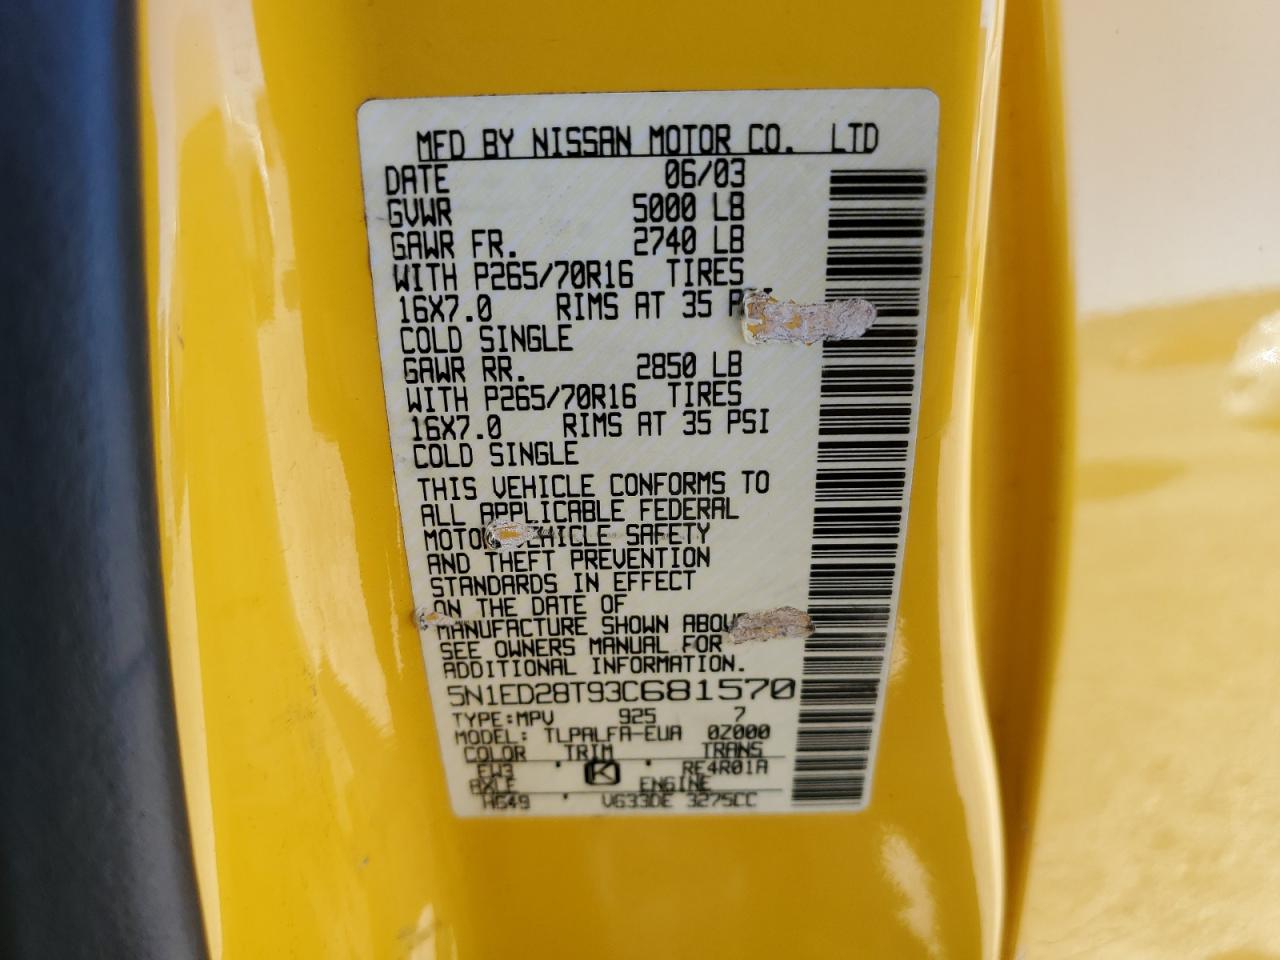 MFD BY NISSAN MOTOR CO. LTD
DATE 06/03
GVWR 5000 LB
GAWR FR. 2740 LB
WITH P265/70R16 TIRES
16X7.0 RIMS AT 35
COLD SINGLE
GAWR RR. 2850 LB
WITH P265/70R16 TIRES
16X7.0 RIMS AT 35 PSI
COLD SINGLE
THIS VEHICLE CONFORMS TO
ALL APPLICABLE FEDERAL
MOTOR VEHICLE SAFETY
AND THEFT PREVENTION
STANDARDS IN EFFECT
ON THE DATE OF
MANUFACTURE SHOWN ABOVE
SEE OWNERS MANUAL FOR
ADDITIONAL INFORMATION.
5N1ED28T93C681570
TYPE:MPV 925 7
MODEL: TLPALFA-EUA 0Z000
COLOR TRIM TRANS
EW3 K RE4R01A
AXLE ENGINE
HG49 VG33DE 3275CC